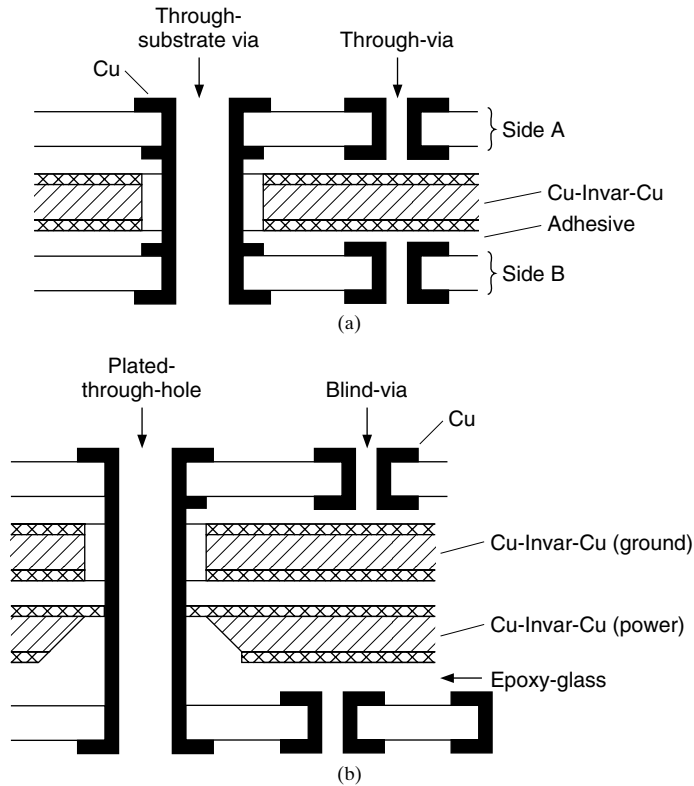 Through-
substrate via
Through-via
Cu
Side A
Cu-Invar-Cu
Adhesive
Side B
(a)
Plated-
through-hole
Blind-via
Cu
Cu-Invar-Cu (ground)
Cu-Invar-Cu (power)
Epoxy-glass
(b)